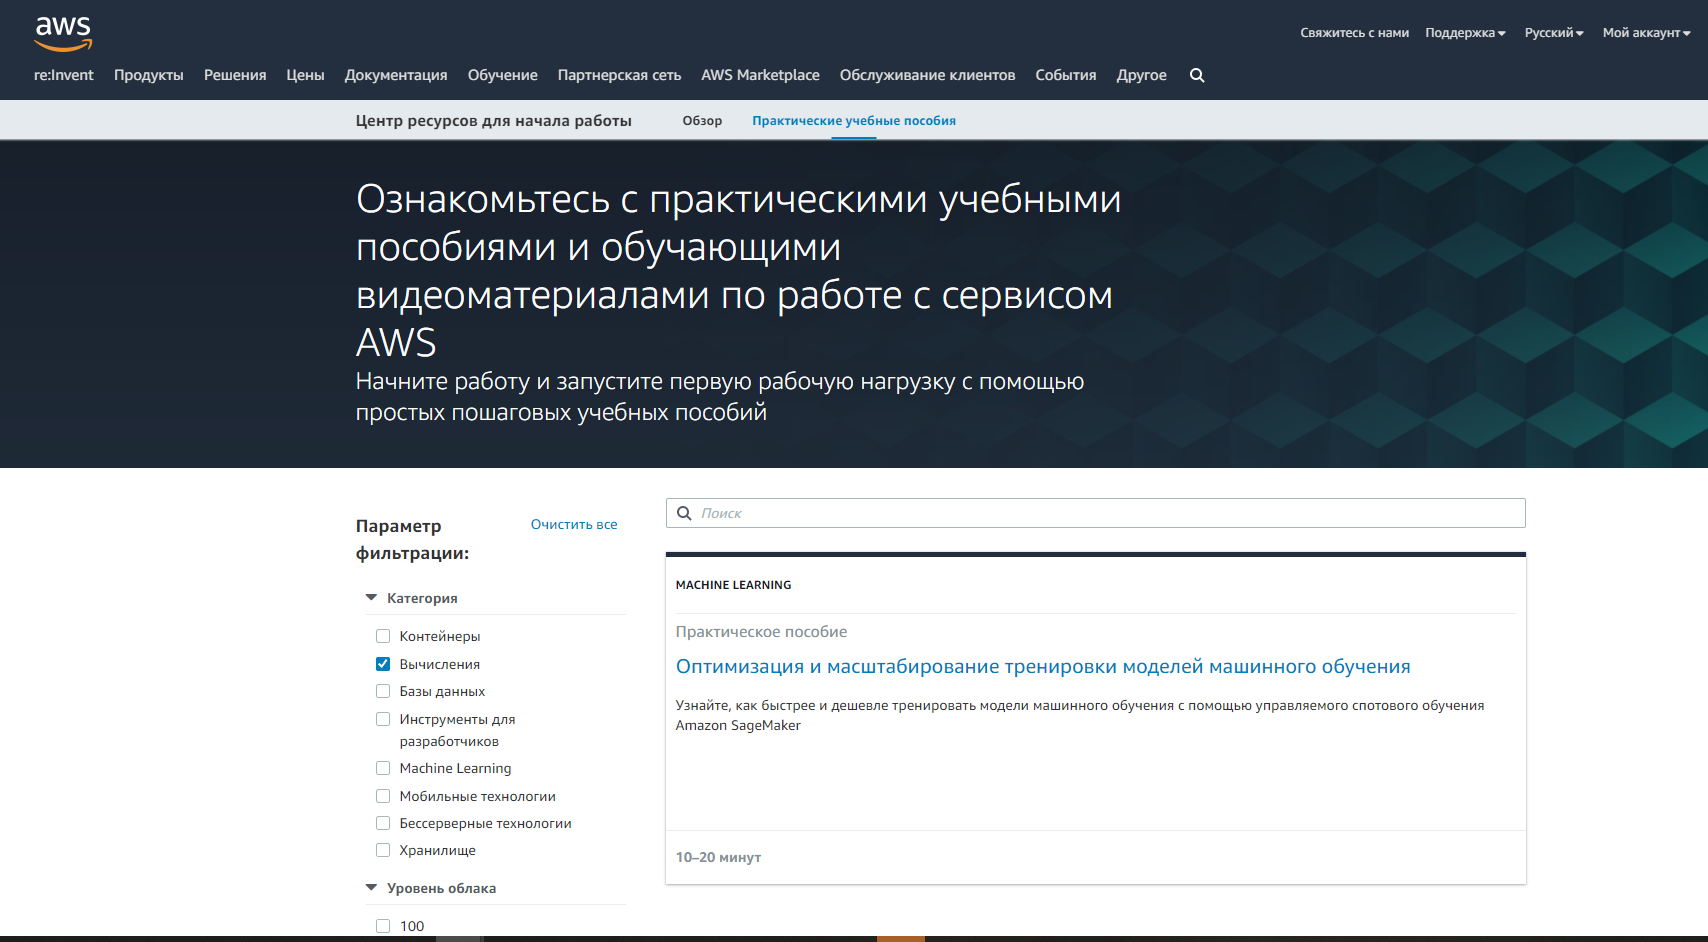 aws
Свяжитесь с нами Поддержка Русский Мой аккаунт
re:Invent Продукты Решения Цены Документация Обучение Партнерская сеть AWS Marketplace Обслуживание клиентов События Другое
Центр ресурсов для начала работы Обзор Практические учебные пособия
Ознакомьтесь с практическими учебными
пособиями и обучающими
видеоматериалами по работе с сервисом
AWS
Начните работу и запустите первую рабочую нагрузку с помощью
простых пошаговых учебных пособий
Параметр
фильтрации:
Очистить все
Категория
Контейнеры
Вычисления
Базы данных
Инструменты для
разработчиков
Machine Learning
Мобильные технологии
Бессерверные технологии
Хранилище
Уровень облака
100
Поиск
MACHINE LEARNING
Практическое пособие
Оптимизация и масштабирование тренировки моделей машинного обучения
Узнайте, как быстрее и дешевле тренировать модели машинного обучения с помощью управляемого спотового обучения
Amazon SageMaker
10–20 минут